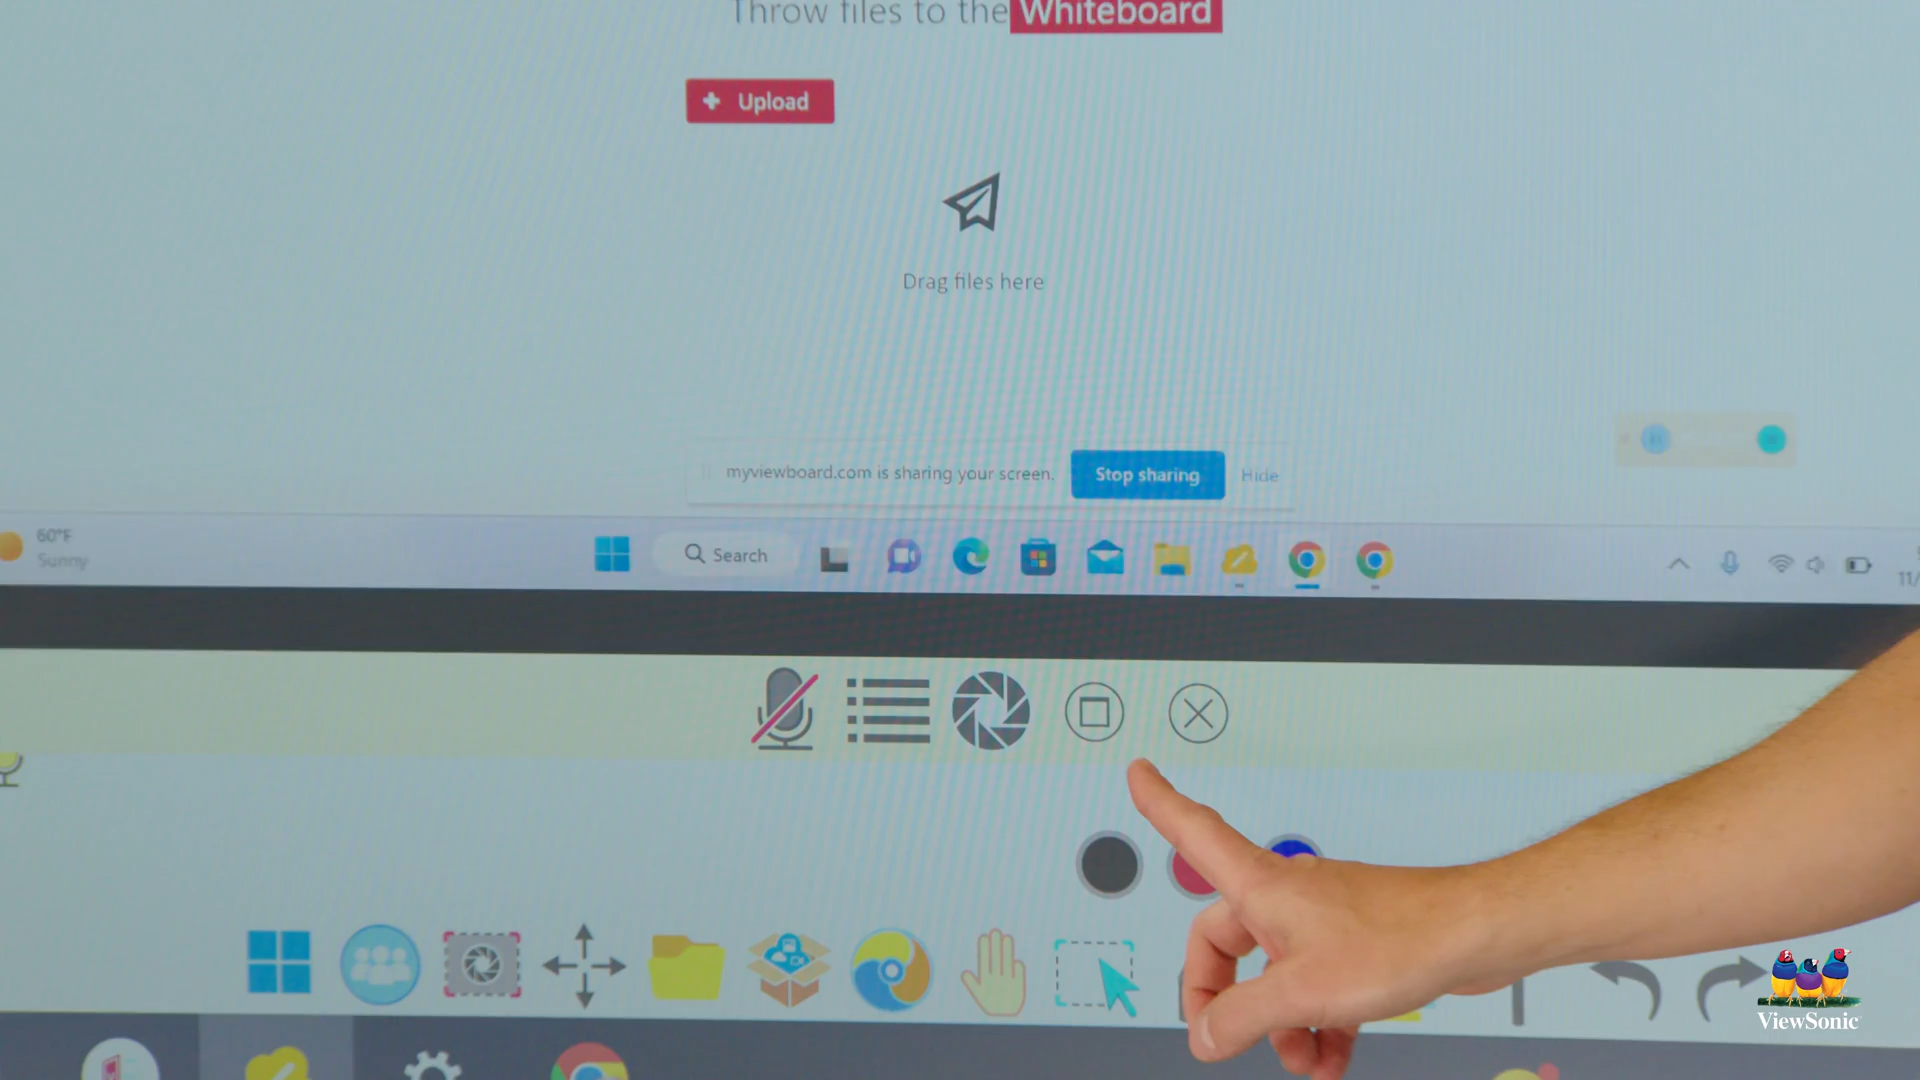 Throw files to the Whiteboard
+ Upload
Drag files here
myviewboard.com is sharing your screen. Stop sharing Hide
60°F
Sunny
Search
11/
ViewSonic